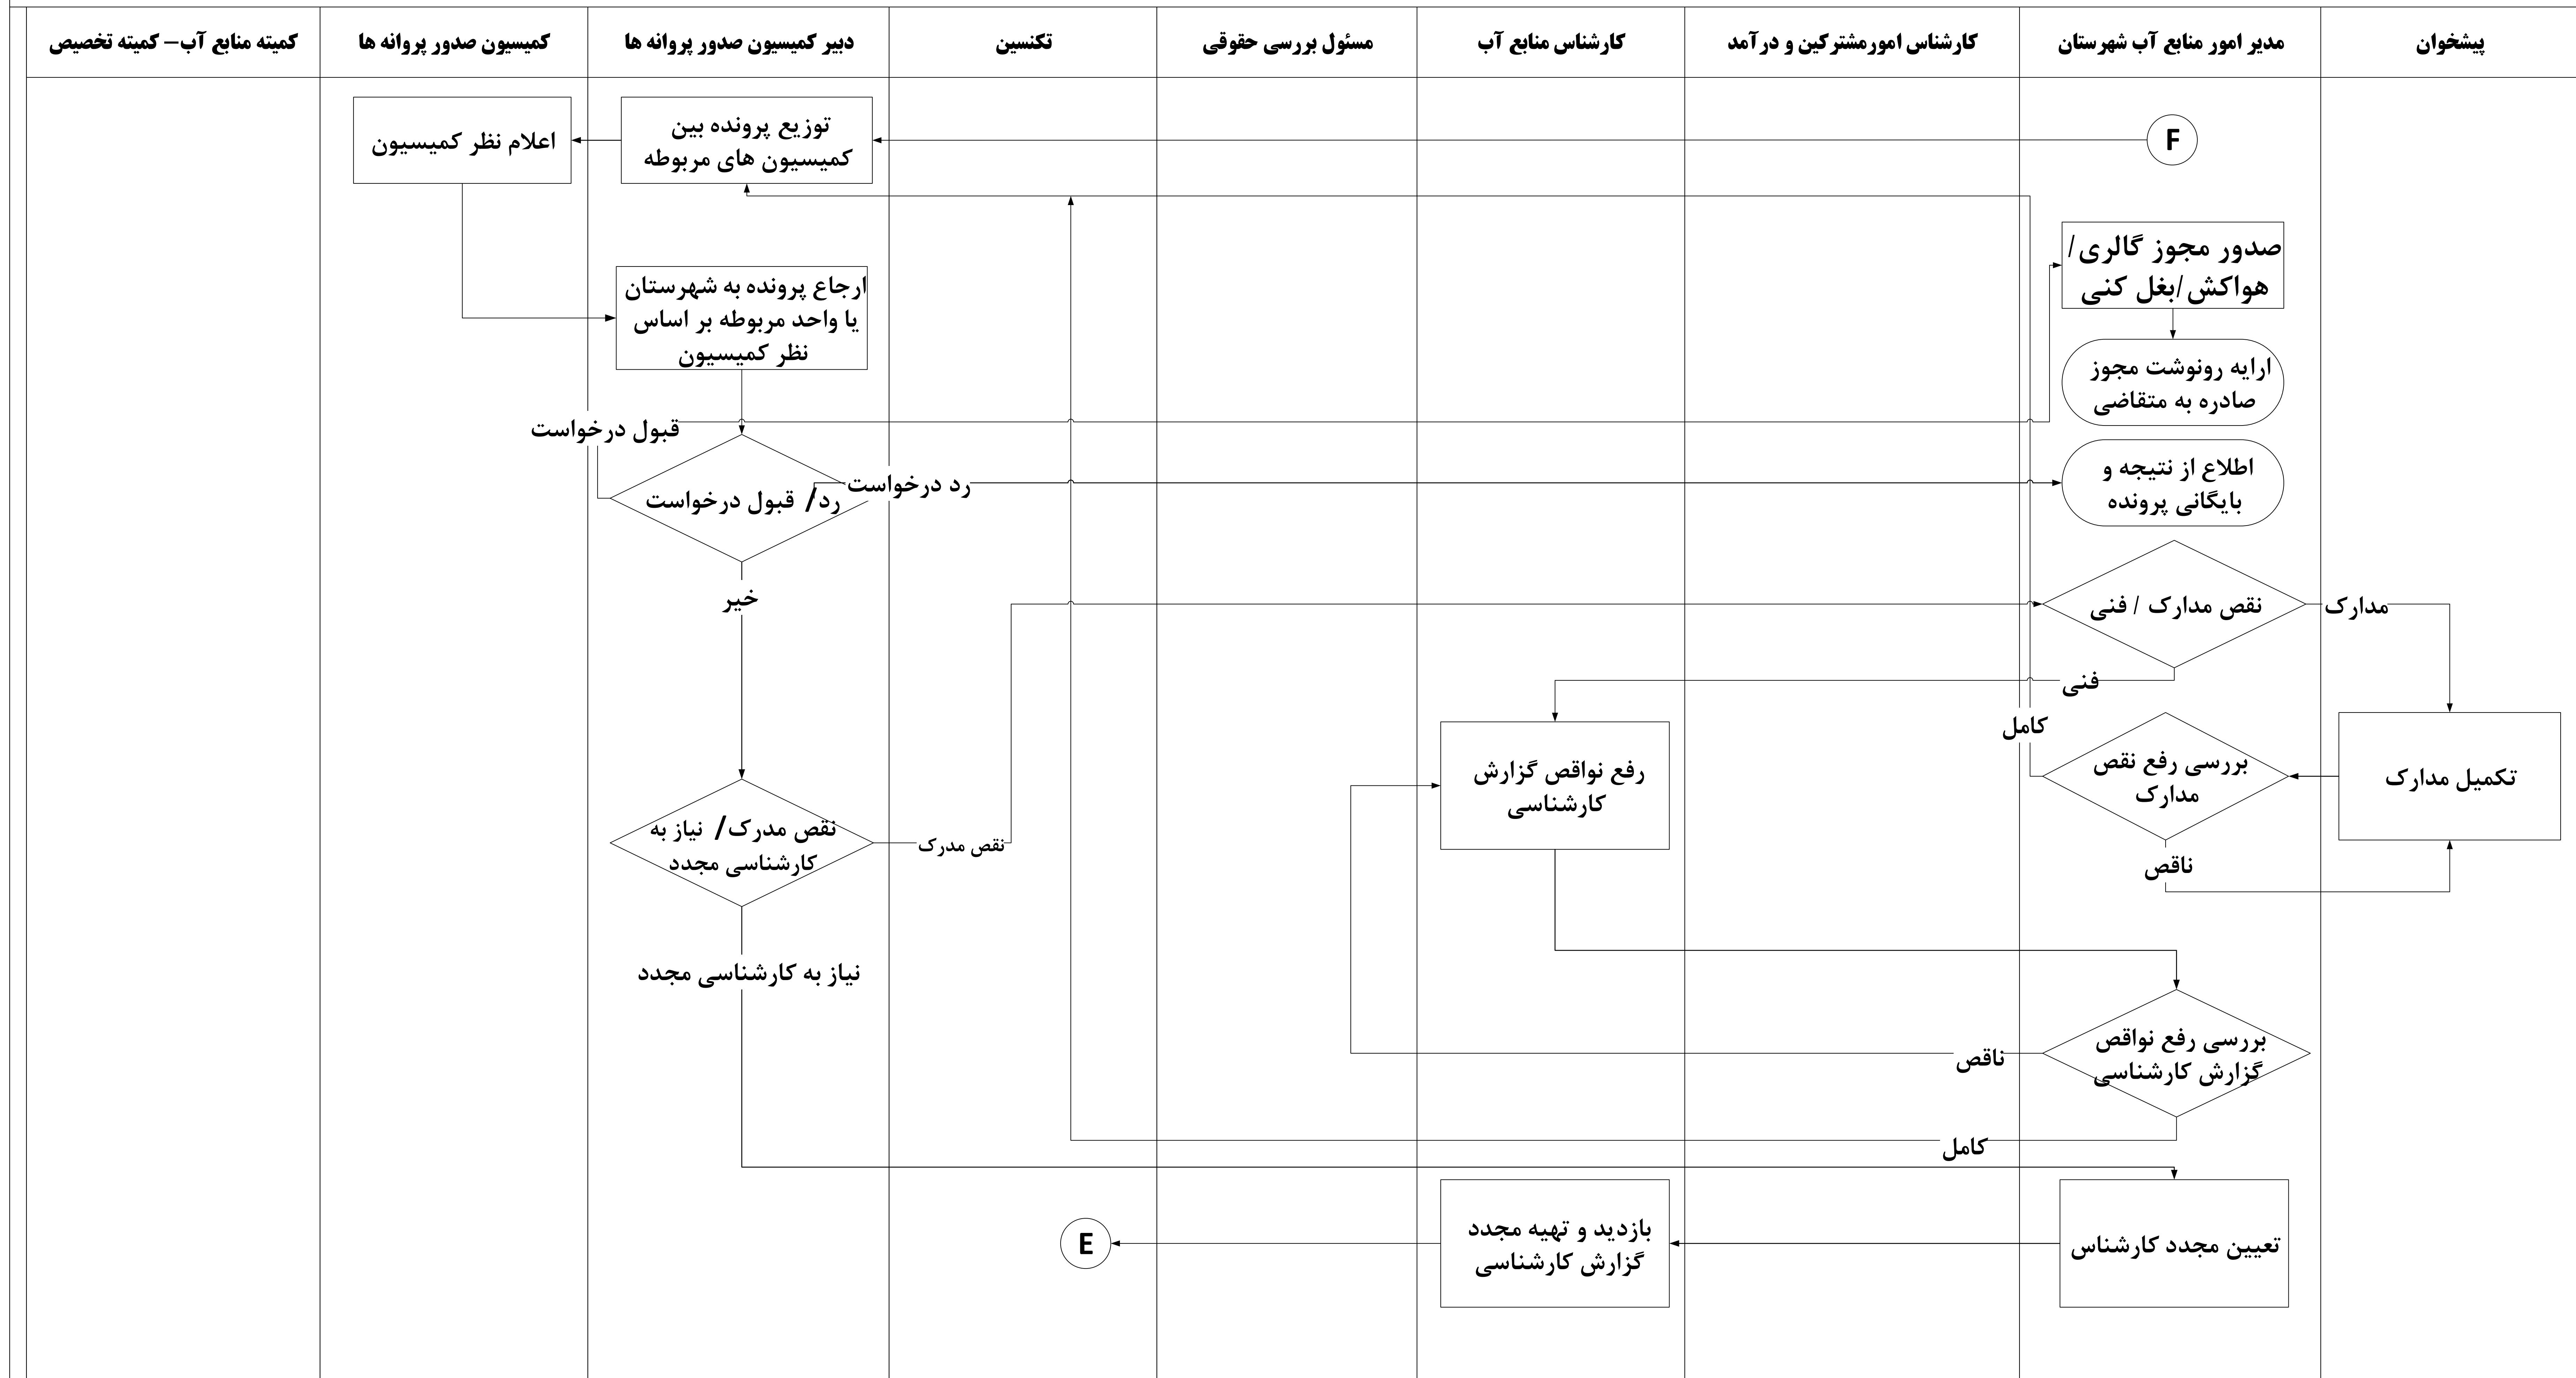 پیشخوان
مدیر امور منابع آب شهرستان
کارشناس امورمشترکین و درآمد
کارشناس منابع آب
مسئول بررسی حقوقی
تکنسین
دبیر کمیسیون صدور پروانه ها
کمیسیون صدور پروانه ها
کمیته منابع آب– کمیته تخصیص
F
توزیع پرونده بین
کمیسیون های مربوطه
اعلام نظر کمیسیون
صدور مجوز گالری/
هواکش/بغل کنی
ارجاع پرونده به شهرستان
یا واحد مربوطه بر اساس
نظر کمیسیون
ارایه رونوشت مجوز
صادره به متقاضی
قبول درخواست
اطلاع از نتیجه و
بایگانی پرونده
رد درخواست
رد/ قبول درخواست
خیر
نقص مدارک / فنی
مدارک
فنی
کامل
تکمیل مدارک
بررسی رفع نقص
مدارک
رفع نواقص گزارش
کارشناسی
نقص مدرک/ نیاز به
کارشناسی مجدد
نقص مدرک
ناقص
نیاز به کارشناسی مجدد
بررسی رفع نواقص
گزارش کارشناسی
ناقص
کامل
تعیین مجدد کارشناس
بازدید و تهیه مجدد
گزارش کارشناسی
E